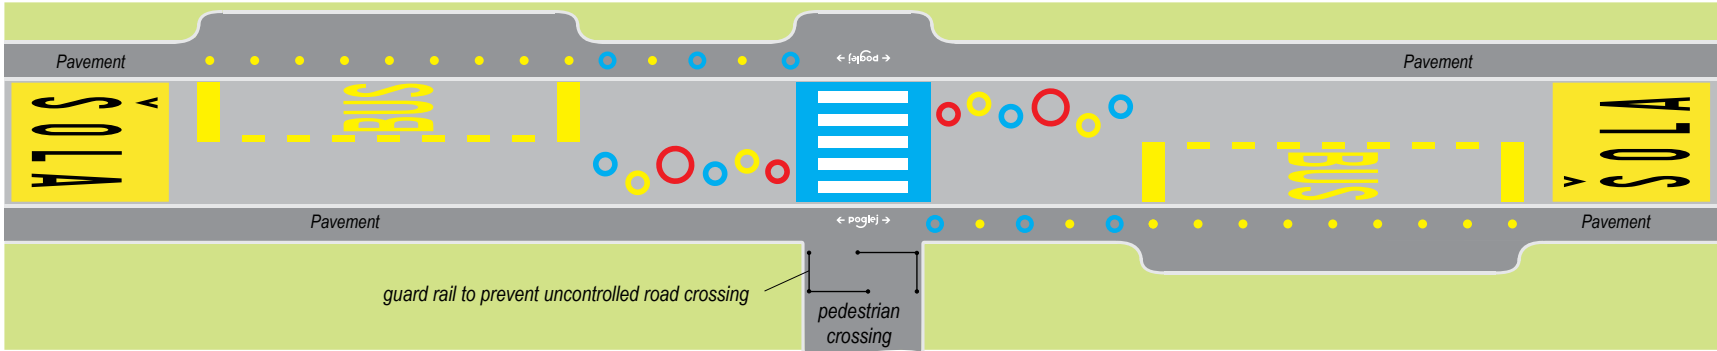 Pavement
← poglej →
Pavement
ŠOLA
BUS
BUS
ŠOLA
Pavement
← poglej →
Pavement
guard rail to prevent uncontrolled road crossing
pedestrian
crossing